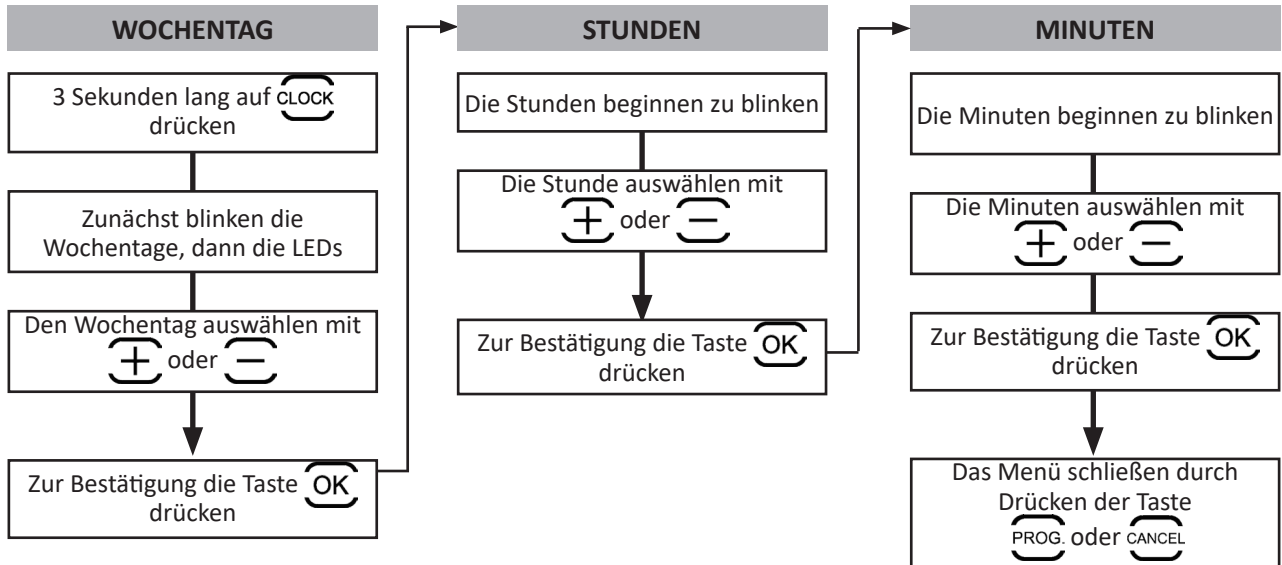 WOCHENTAG
3 Sekunden lang auf CLOCK
drücken
Zunächst blinken die
Wochentage, dann die LEDs
Den Wochentag auswählen mit
+ oder −
Zur Bestätigung die Taste OK
drücken
STUNDEN
Die Stunden beginnen zu blinken
Die Stunde auswählen mit
+ oder −
Zur Bestätigung die Taste OK
drücken
MINUTEN
Die Minuten beginnen zu blinken
Die Minuten auswählen mit
+ oder −
Zur Bestätigung die Taste OK
drücken
Das Menü schließen durch
Drücken der Taste
PROG. oder CANCEL